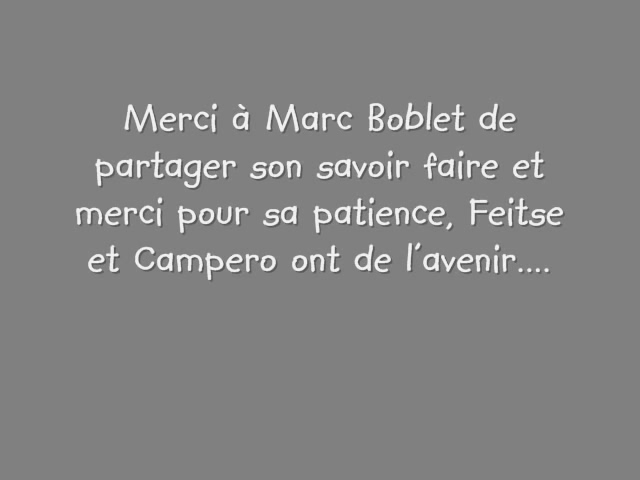 Merci à Marc Boblet de
partager son savoir faire et
merci pour sa patience, Feitse
et Campero ont de l'avenir....